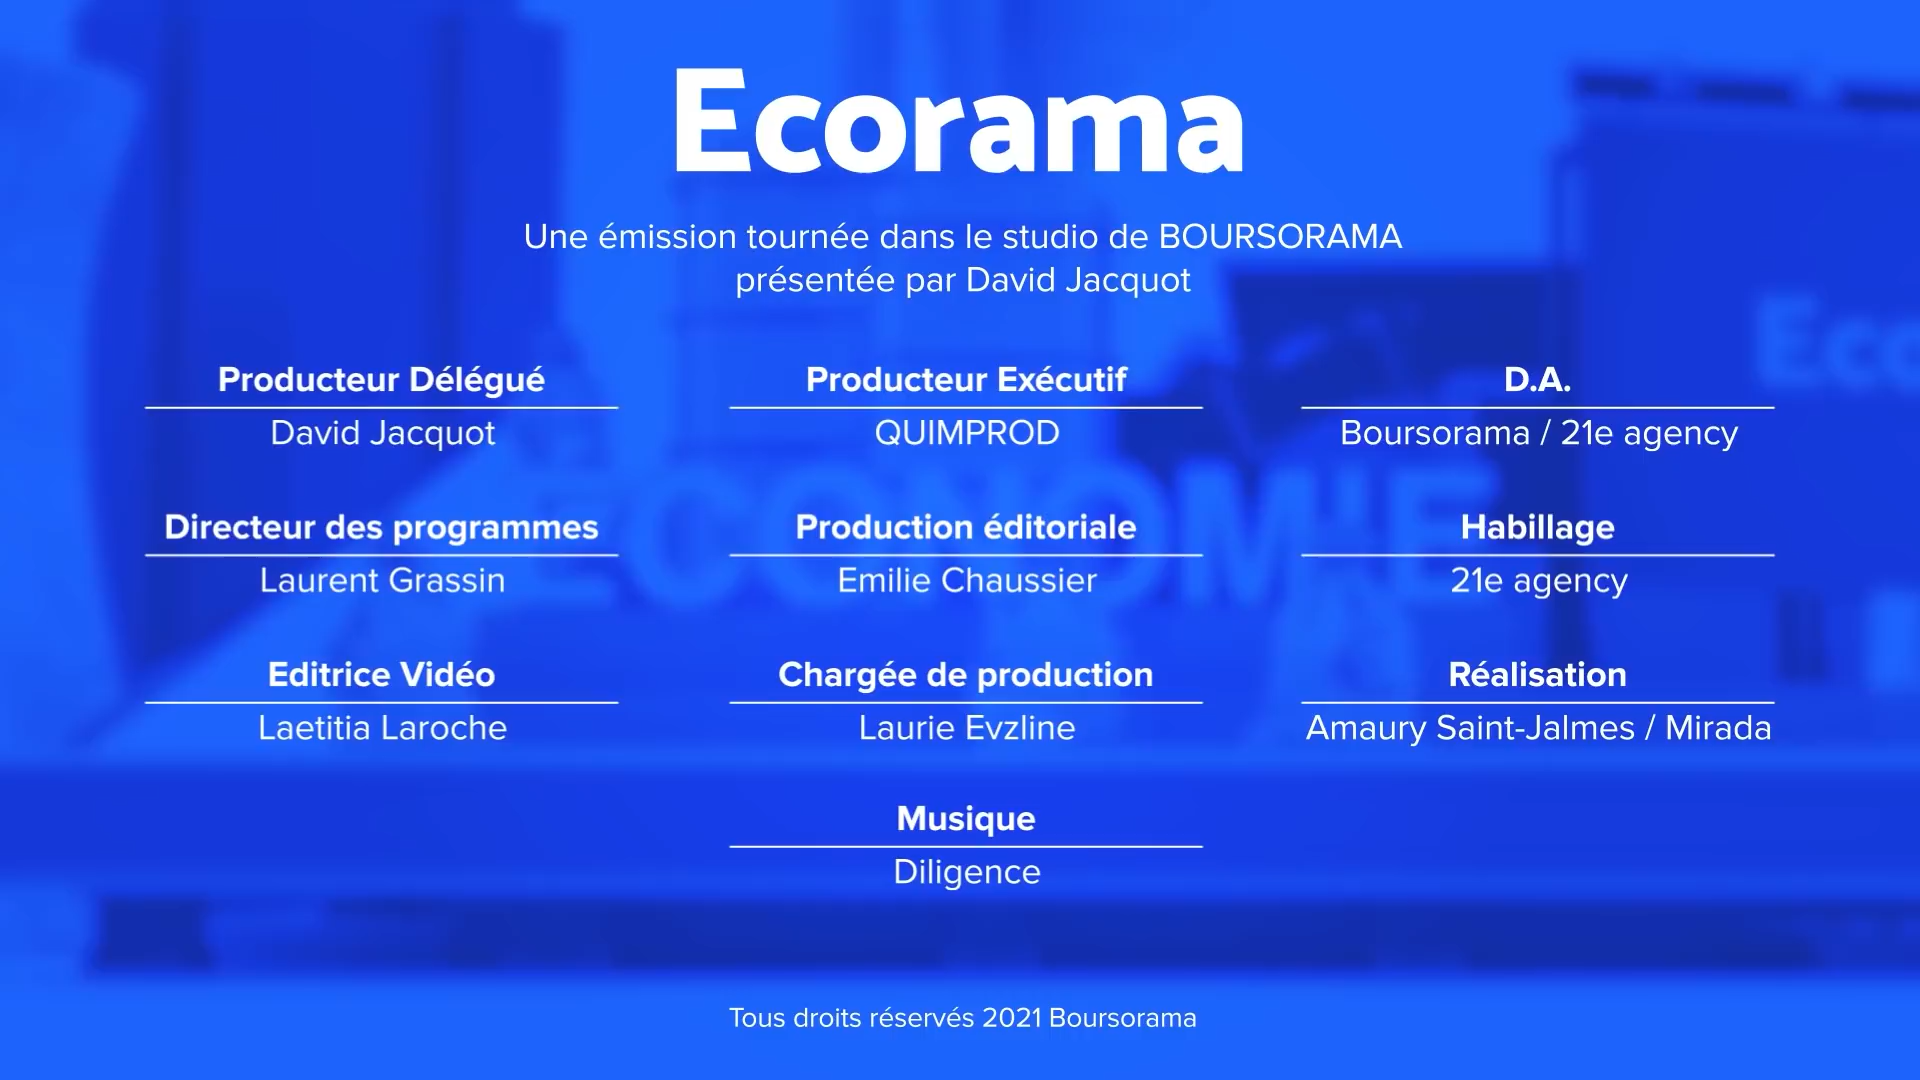 Ecorama
Une émission tournée dans le studio de BOURSORAMA
présentée par David Jacquot
Producteur Délégué
David Jacquot
Producteur Exécutif
QUIMPROD
D.A.
Boursorama / 21e agency
Directeur des programmes
Laurent Grassin
Production éditoriale
Emilie Chaussier
Habillage
21e agency
Editrice Vidéo
Laetitia Laroche
Chargée de production
Laurie Evzline
Réalisation
Amaury Saint-Jalmes / Mirada
Musique
Diligence
Tous droits réservés 2021 Boursorama
ECONOMIE
Eco